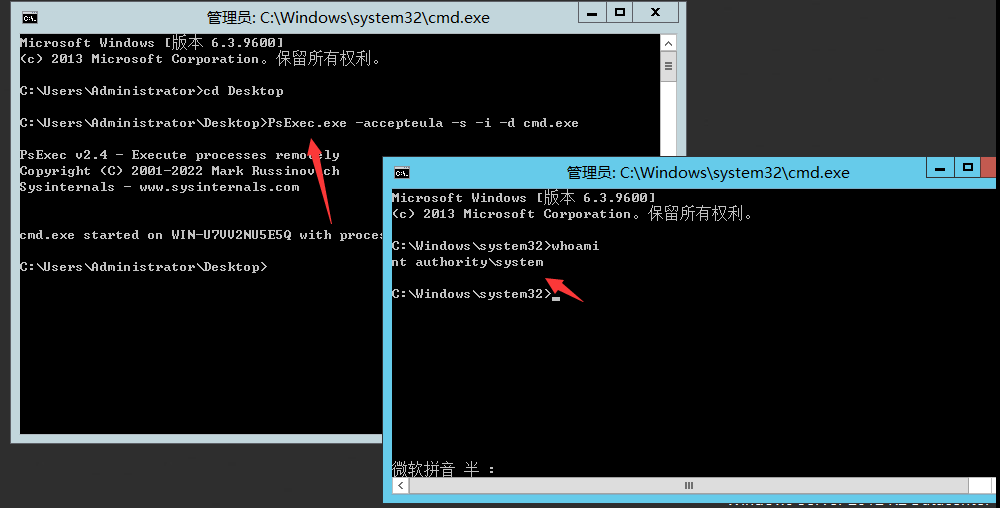 管理员: C:\Windows\system32\cmd.exe
Microsoft Windows [版本 6.3.9600]
(c) 2013 Microsoft Corporation。保留所有权利。
C:\Users\Administrator>cd Desktop
C:\Users\Administrator\Desktop>PsExec.exe -accepteula -s -i -d cmd.exe
PsExec v2.4 - Execute processes remotely
Copyright (C) 2001-2022 Mark Russinovich
Sysinternals - www.sysinternals.com
cmd.exe started on WIN-U7VV2NU5E5Q with
C:\Users\Administrator\Desktop>
管理员: C:\Windows\system32\cmd.exe
Microsoft Windows [版本 6.3.9600]
(c) 2013 Microsoft Corporation。保留所有权利。
C:\Windows\system32>whoami
nt authority\system
C:\Windows\system32>
微软拼音 半 :